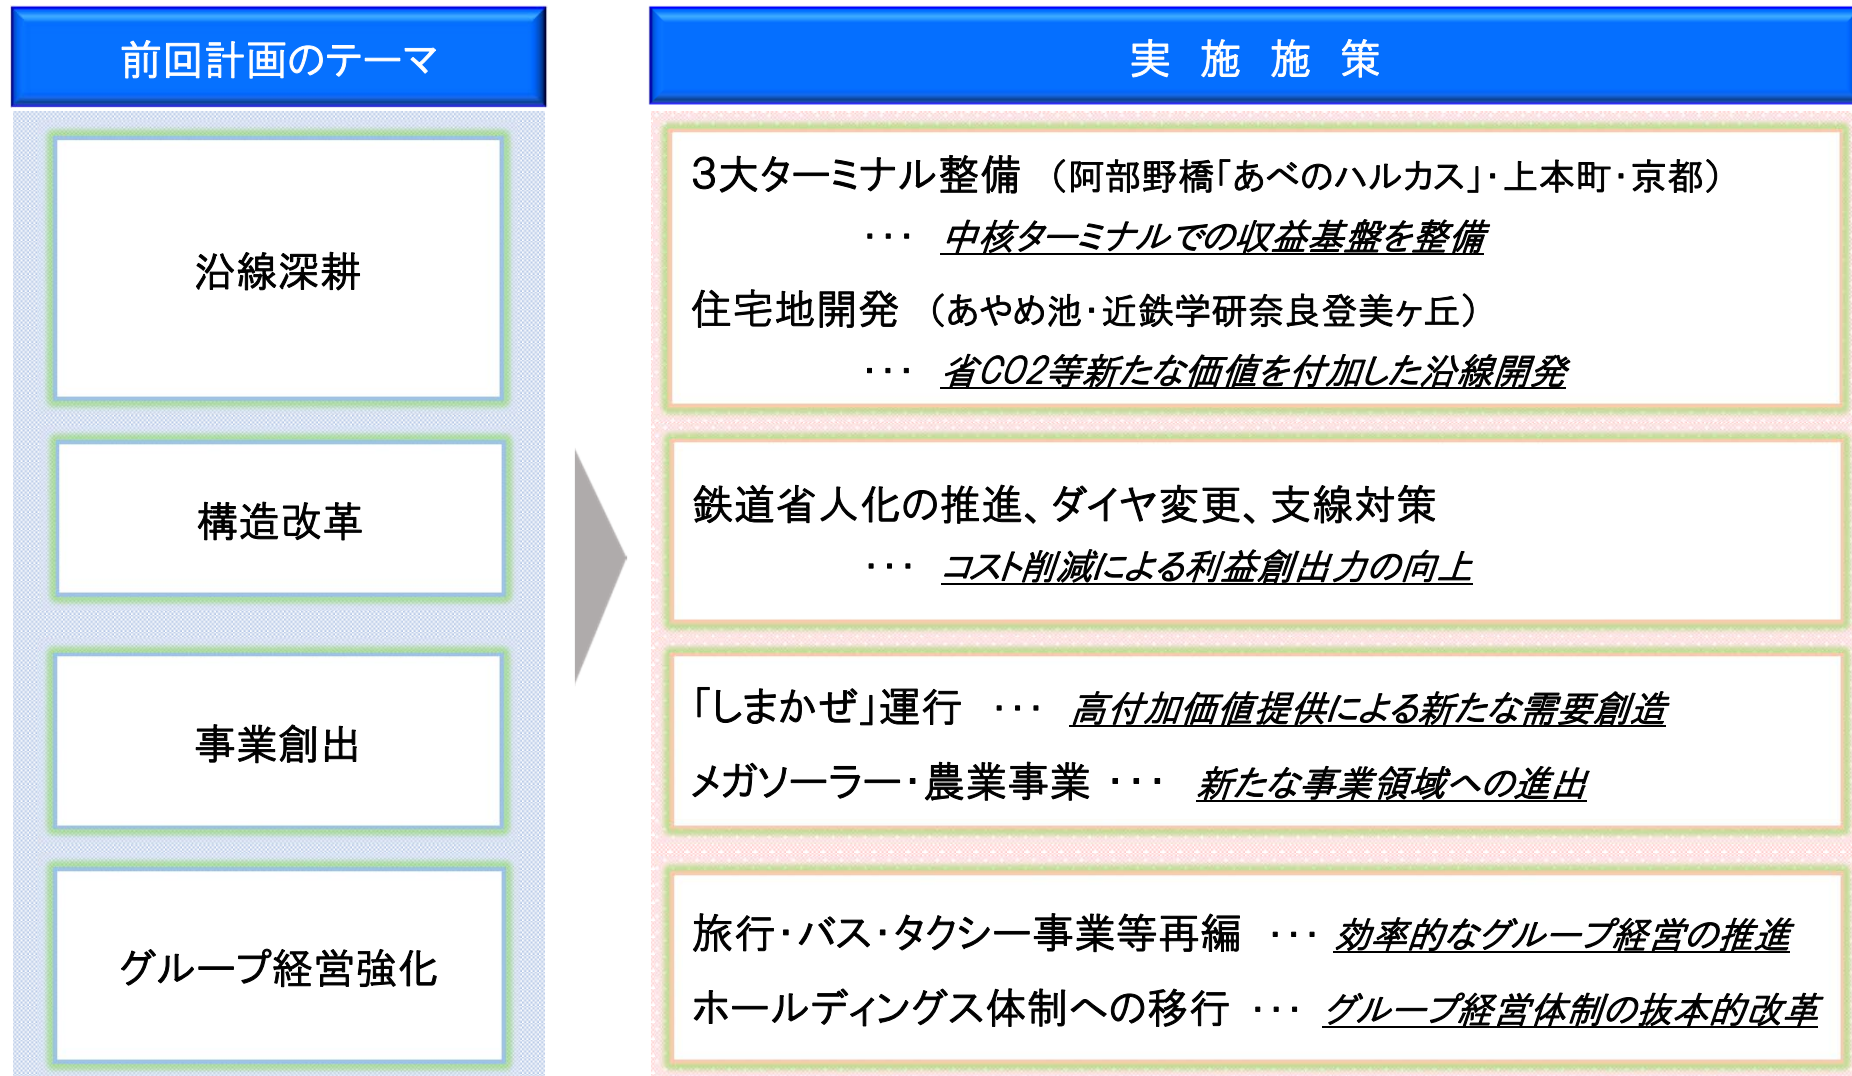 前回計画のテーマ
実施施策
沿線深耕
3大ターミナル整備 （阿部野橋「あべのハルカス」・上本町・京都）
･･･ 中核ターミナルでの収益基盤を整備
住宅地開発 （あやめ池・近鉄学研奈良登美ヶ丘）
･･･ 省CO2等新たな価値を付加した沿線開発
構造改革
鉄道省人化の推進、ダイヤ変更、支線対策
･･･ コスト削減による利益創出力の向上
事業創出
「しまかぜ」運行 ･･･ 高付加価値提供による新たな需要創造
メガソーラー・農業事業 ･･･ 新たな事業領域への進出
グループ経営強化
旅行・バス・タクシー事業等再編 ･･･ 効率的なグループ経営の推進
ホールディングス体制への移行 ･･･ グループ経営体制の抜本的改革